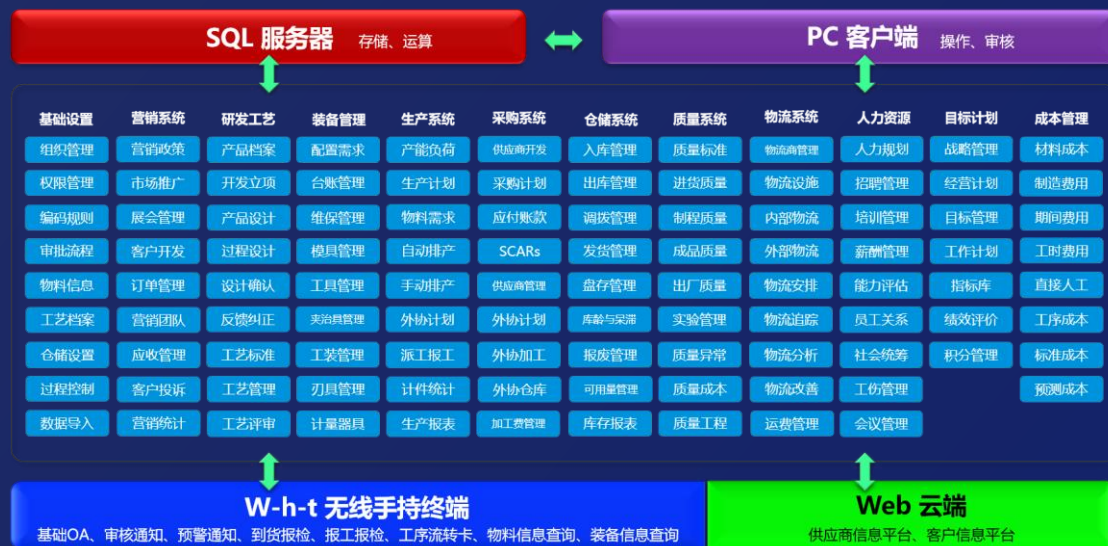 SQL 服务器 存储、运算 PC 客户端 操作、审核
基础设置 营销系统 研发工艺 装备管理 生产系统 采购系统 仓储系统 质量系统 物流系统 人力资源 目标计划 成本管理
组织管理 营销政策 产品档案 配置需求 产能负荷 供应商开发 入库管理 质量标准 物流商管理 人力规划 战略管理 材料成本
权限管理 市场推广 开发立项 台账管理 生产计划 采购计划 出库管理 进货质量 物流设施 招聘管理 经营计划 制造费用
编码规则 展会管理 产品设计 维保管理 物料需求 应付账款 调拨管理 制程质量 内部物流 培训管理 目标管理 期间费用
审批流程 客户开发 过程设计 模具管理 自动排产 SCARs 发货管理 成品质量 外部物流 薪酬管理 工作计划 工时费用
物料信息 订单管理 设计确认 工具管理 手动排产 供应商管理 盘存管理 出厂质量 物流安排 能力评估 指标库 直接人工
工艺档案 营销团队 反馈纠正 夹治具管理 外协计划 外协计划 库龄与呆滞 实验管理 物流追踪 员工关系 绩效评价 工序成本
仓储设置 应收管理 工艺标准 工装管理 派工报工 外协加工 报废管理 质量异常 物流分析 社会统筹 积分管理 标准成本
过程控制 客户投诉 工艺管理 刃具管理 计件统计 外协仓库 可用量管理 质量成本 物流改善 工伤管理 预测成本
数据导入 营销统计 工艺评审 计量器具 生产报表 加工费管理 库存报表 质量工程 运费管理 会议管理
W-h-t 无线手持终端 Web 云端
基础OA、审核通知、预警通知、到货报检、报工报检、工序流转卡、物料信息查询、装备信息查询 供应商信息平台、客户信息平台